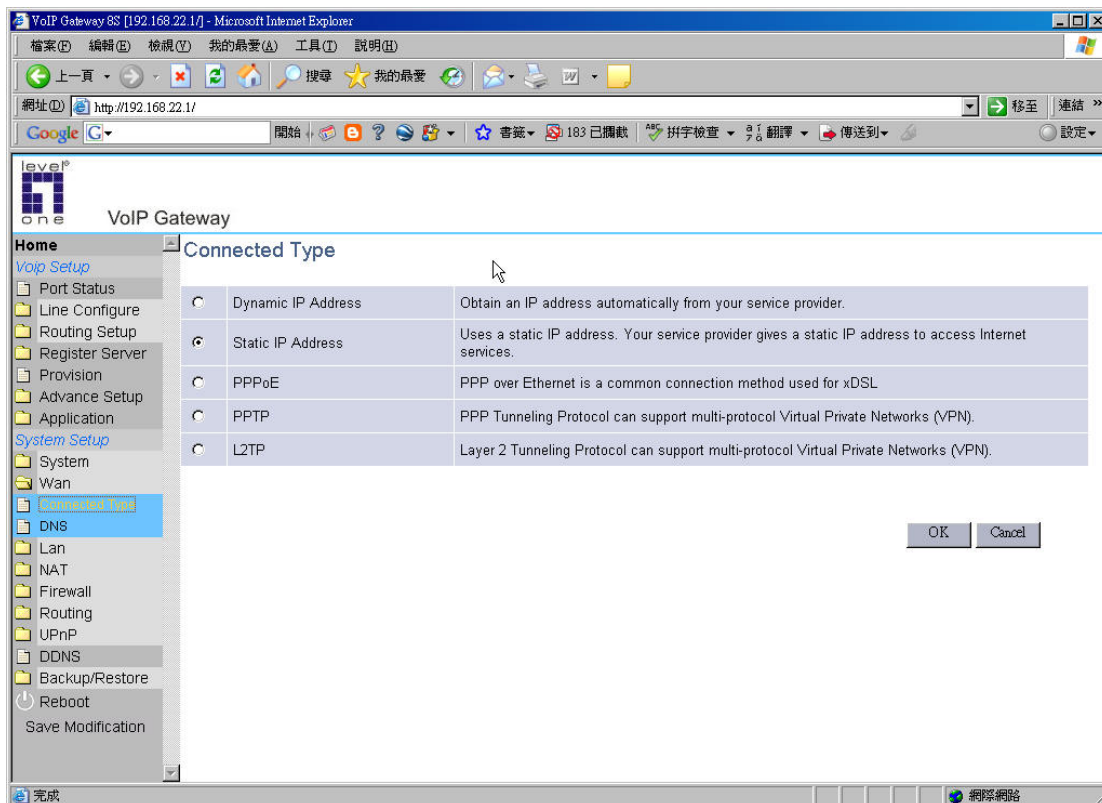 VoIP Gateway 8S [192.168.22.1/] - Microsoft Internet Explorer
檔案(F) 編輯(E) 檢視(V) 我的最愛(A) 工具(T) 說明(H)
上一頁 搜尋 我的最愛
網址(D) http://192.168.22.1/ 移至 連結 »
Google G 開始 書籤 183 已攔截 拼字檢查 翻譯 傳送到 設定
level one
VoIP Gateway
Home
Voip Setup
Port Status
Line Configure
Routing Setup
Register Server
Provision
Advance Setup
Application
System Setup
System
Wan
Connected Type
DNS
Lan
NAT
Firewall
Routing
UPnP
DDNS
Backup/Restore
Reboot
Save Modification
Connected Type
Dynamic IP Address Obtain an IP address automatically from your service provider.
Static IP Address Uses a static IP address. Your service provider gives a static IP address to access Internet
services.
PPPoE PPP over Ethernet is a common connection method used for xDSL
PPTP PPP Tunneling Protocol can support multi-protocol Virtual Private Networks (VPN).
L2TP Layer 2 Tunneling Protocol can support multi-protocol Virtual Private Networks (VPN).
OK Cancel
完成 網際網路